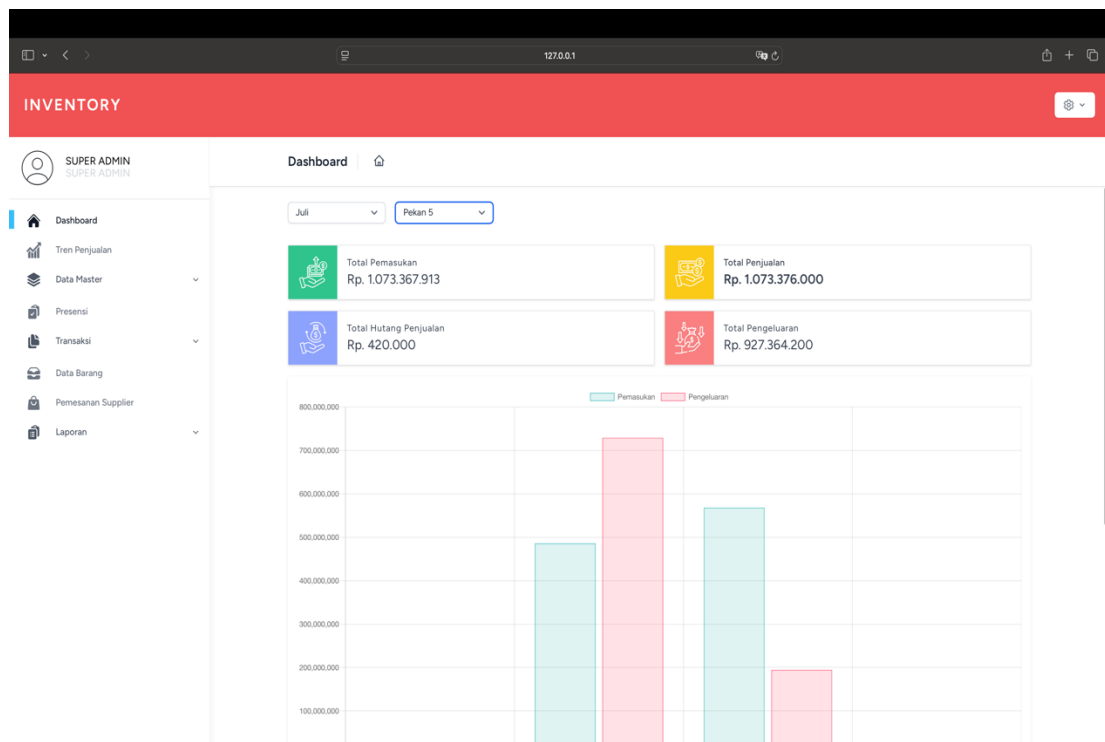 127.0.0.1
INVENTORY
SUPER ADMIN
SUPER ADMIN
Dashboard
Tren Penjualan
Data Master
Presensi
Transaksi
Data Barang
Pemesanan Supplier
Laporan
Dashboard
Juli
Pekan 5
Total Pemasukan
Rp. 1.073.367.913
Total Penjualan
Rp. 1.073.376.000
Total Hutang Penjualan
Rp. 420.000
Total Pengeluaran
Rp. 927.364.200
Pemasukan
Pengeluaran
800,000,000
700,000,000
600,000,000
500,000,000
400,000,000
300,000,000
200,000,000
100,000,000